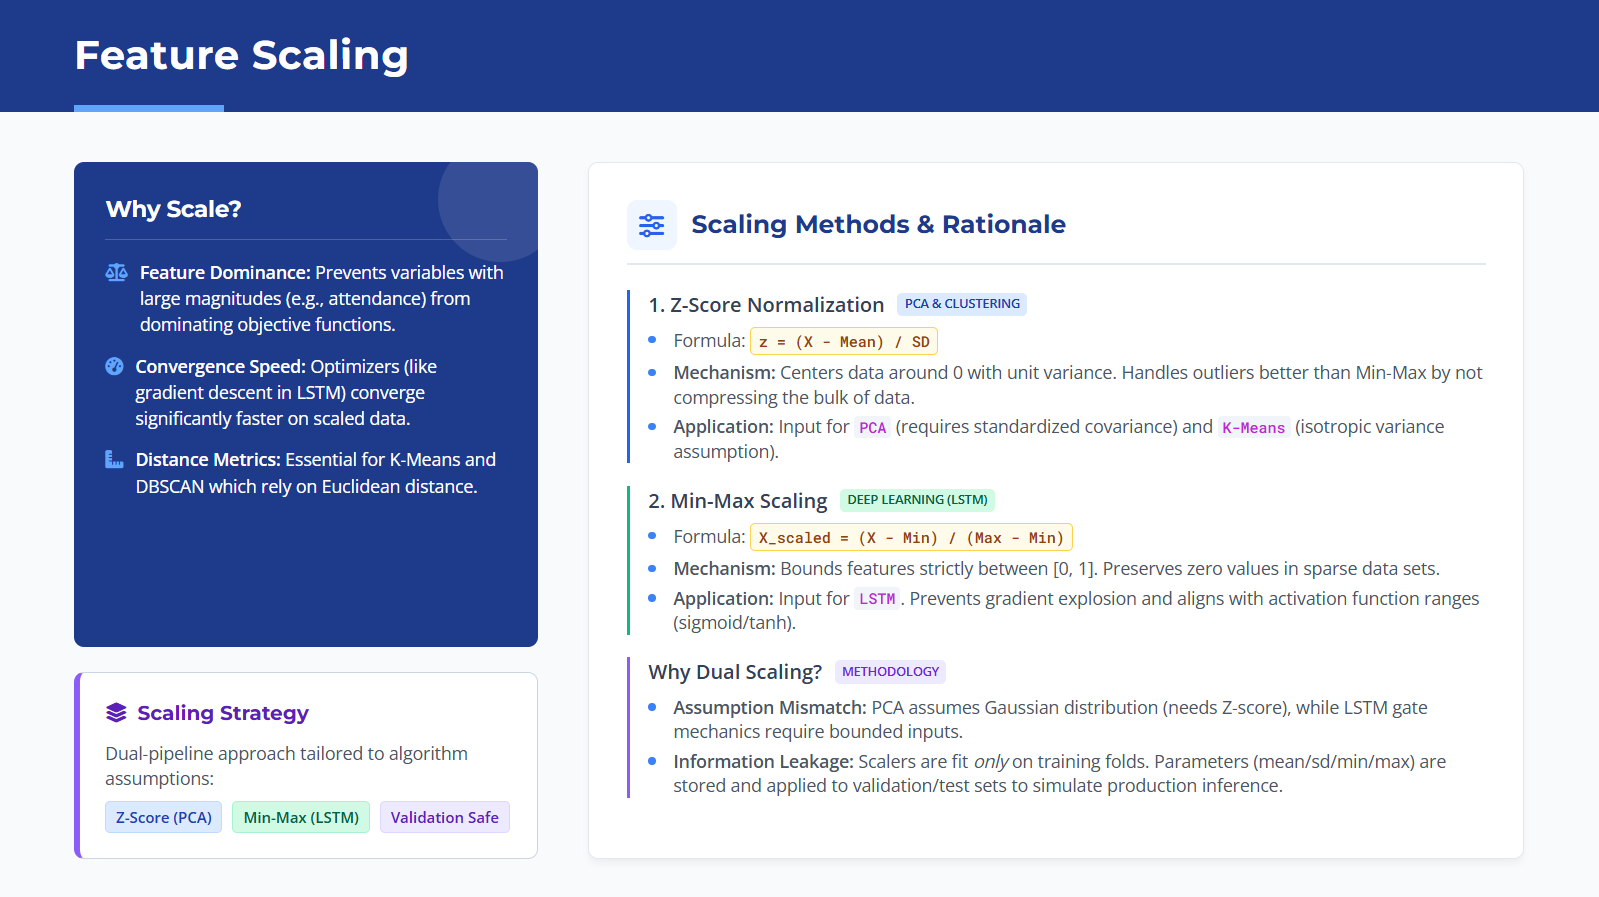 Feature Scaling
Why Scale?
Feature Dominance: Prevents variables with
large magnitudes (e.g., attendance) from
dominating objective functions.
Convergence Speed: Optimizers (like
gradient descent in LSTM) converge
significantly faster on scaled data.
Distance Metrics: Essential for K-Means and
DBSCAN which rely on Euclidean distance.
Scaling Strategy
Dual-pipeline approach tailored to algorithm
assumptions:
Z-Score (PCA) Min-Max (LSTM) Validation Safe
Scaling Methods & Rationale
1. Z-Score Normalization PCA & CLUSTERING
Formula: z = (X - Mean) / SD
Mechanism: Centers data around 0 with unit variance. Handles outliers better than Min-Max by not
compressing the bulk of data.
Application: Input for PCA (requires standardized covariance) and K-Means (isotropic variance
assumption).
2. Min-Max Scaling DEEP LEARNING (LSTM)
Formula: X_scaled = (X - Min) / (Max - Min)
Mechanism: Bounds features strictly between [0, 1]. Preserves zero values in sparse data sets.
Application: Input for LSTM. Prevents gradient explosion and aligns with activation function ranges
(sigmoid/tanh).
Why Dual Scaling? METHODOLOGY
Assumption Mismatch: PCA assumes Gaussian distribution (needs Z-score), while LSTM gate
mechanics require bounded inputs.
Information Leakage: Scalers are fit only on training folds. Parameters (mean/sd/min/max) are
stored and applied to validation/test sets to simulate production inference.